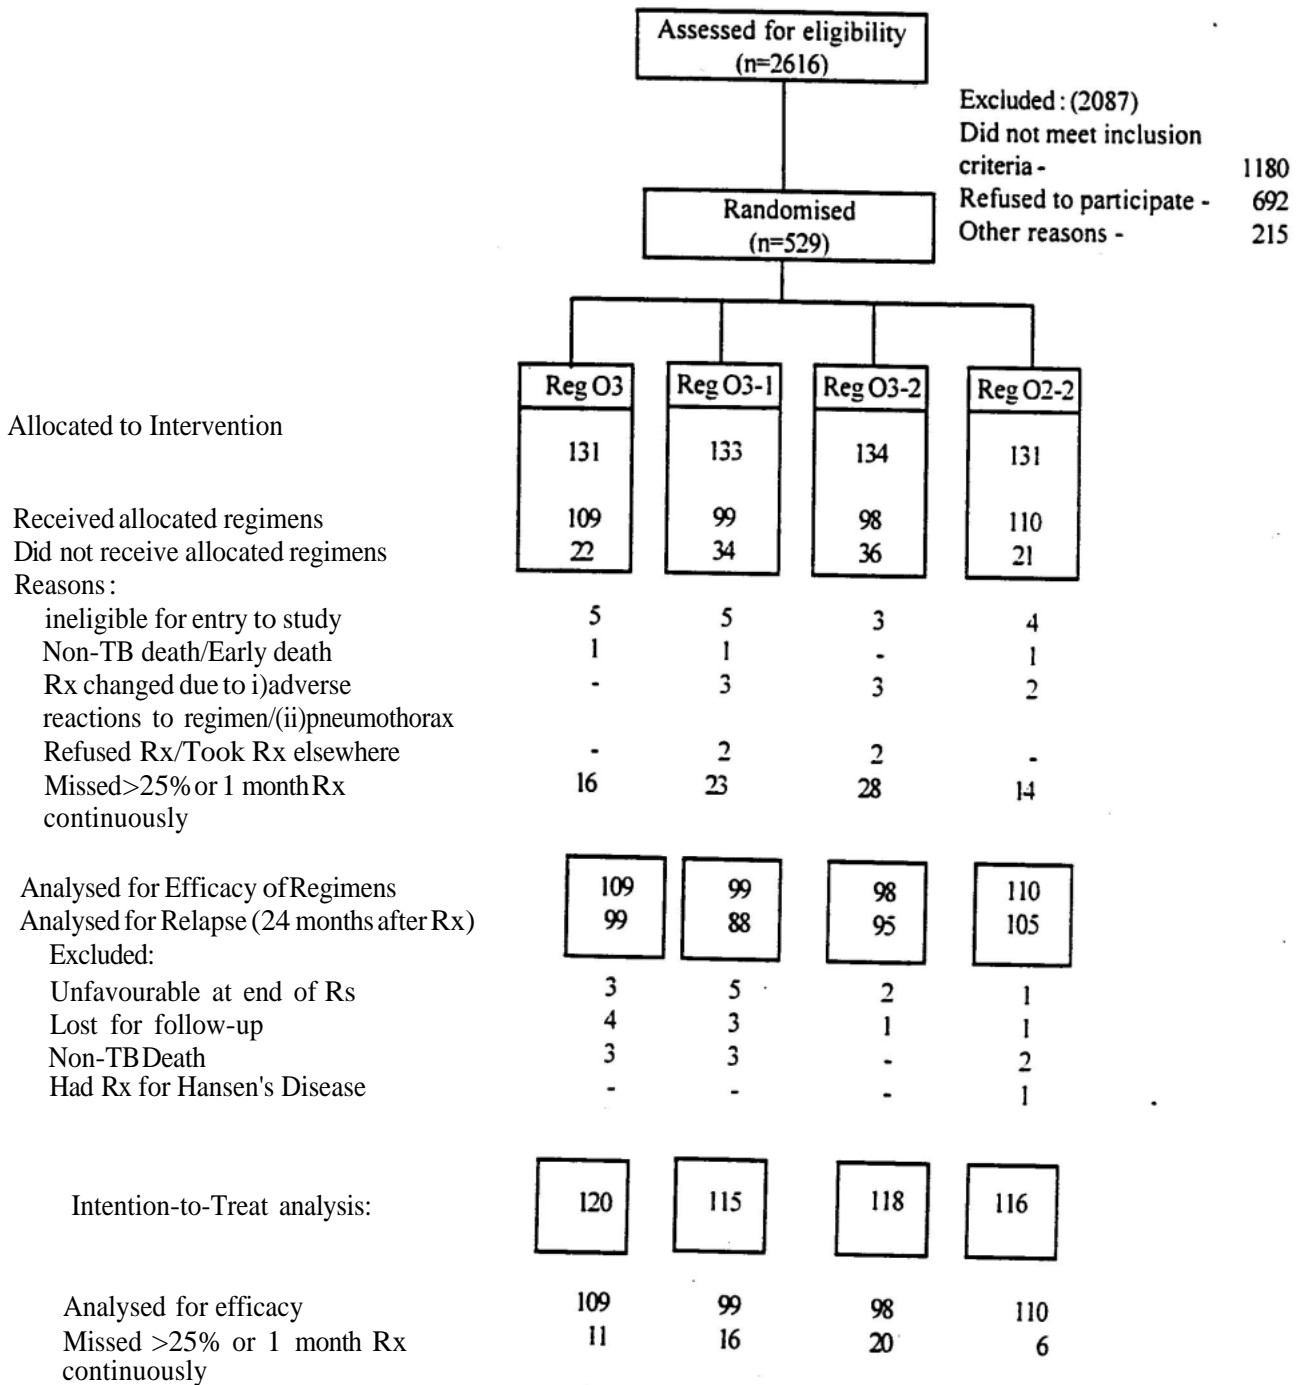 Assessed for eligibility
(n=2616)
Excluded : (2087)
Did not meet inclusion
criteria - 1180
Refused to participate - 692
Other reasons - 215
Randomised
(n=529)
Reg O3 Reg O3-1 Reg O3-2 Reg O2-2
Allocated to Intervention 131 133 134 131
Received allocated regimens 109 99 98 110
Did not receive allocated regimens 22 34 36 21
Reasons :
ineligible for entry to study 5 5 3 4
Non-TB death/Early death 1 1 - 1
Rx changed due to i)adverse - 3 3 2
reactions to regimen/(ii)pneumothorax
Refused Rx/Took Rx elsewhere - 2 2 -
Missed>25% or 1 month Rx 16 23 28 14
continuously
Analysed for Efficacy of Regimens 109 99 98 110
Analysed for Relapse (24 months after Rx) 99 88 95 105
Excluded:
Unfavourable at end of Rs 3 5 2 1
Lost for follow-up 4 3 1 1
Non-TB Death 3 3 - 2
Had Rx for Hansen's Disease - - - 1
Intention-to-Treat analysis: 120 115 118 116
Analysed for efficacy 109 99 98 110
Missed >25% or 1 month Rx 11 16 20 6
continuously